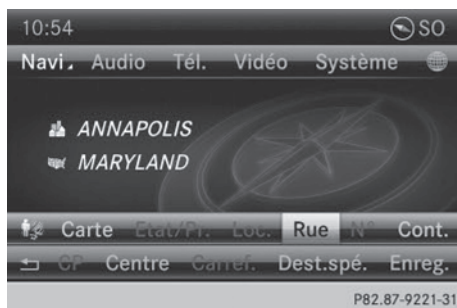 10:54 SO
Navi Audio Tél. Vidéo Système
ANNAPOLIS
MARYLAND
Carte Etat/Pr. Loc. Rue N° Cont.
CP Centre Carref. Dest.spé. Enreg.
P82.87-9221-31